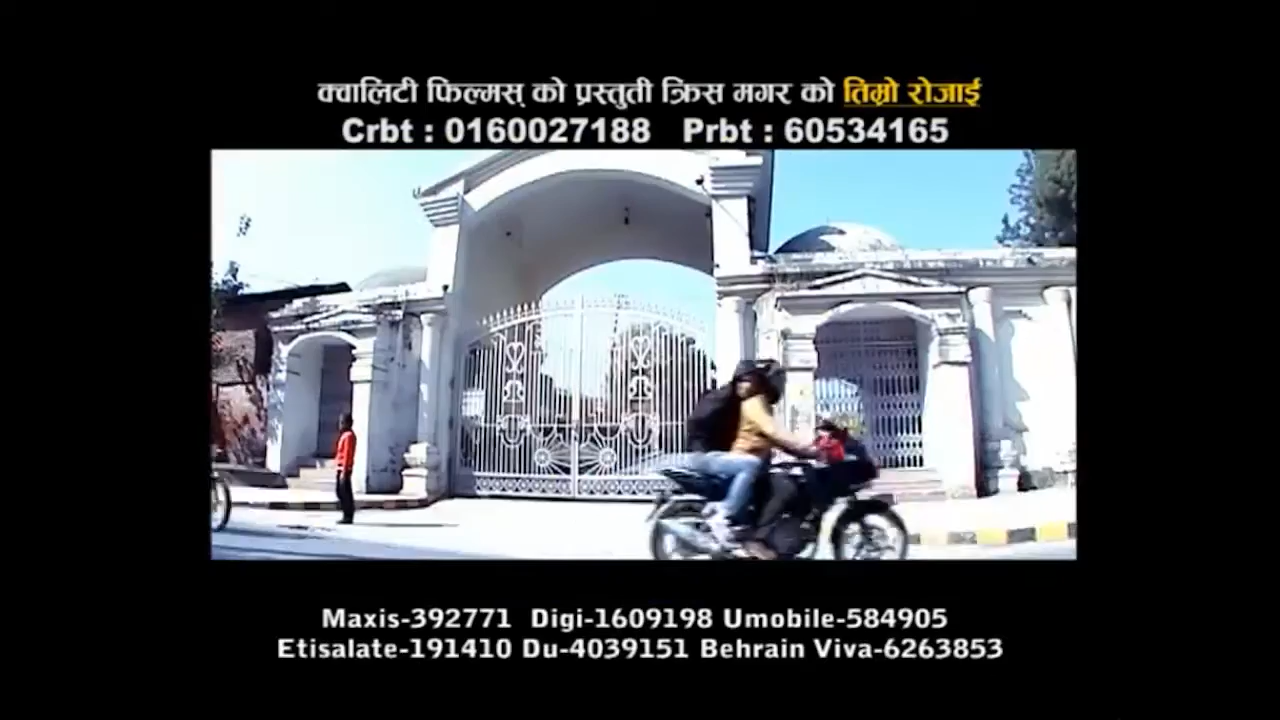 क्वालिटी फिल्मस् को प्रस्तुती क्रिस मगर को तिम्रो रोजाई
Crbt : 0160027188 Prbt : 60534165
Maxis-392771 Digi-1609198 Umobile-584905
Etisalate-191410 Du-4039151 Behrain Viva-6263853